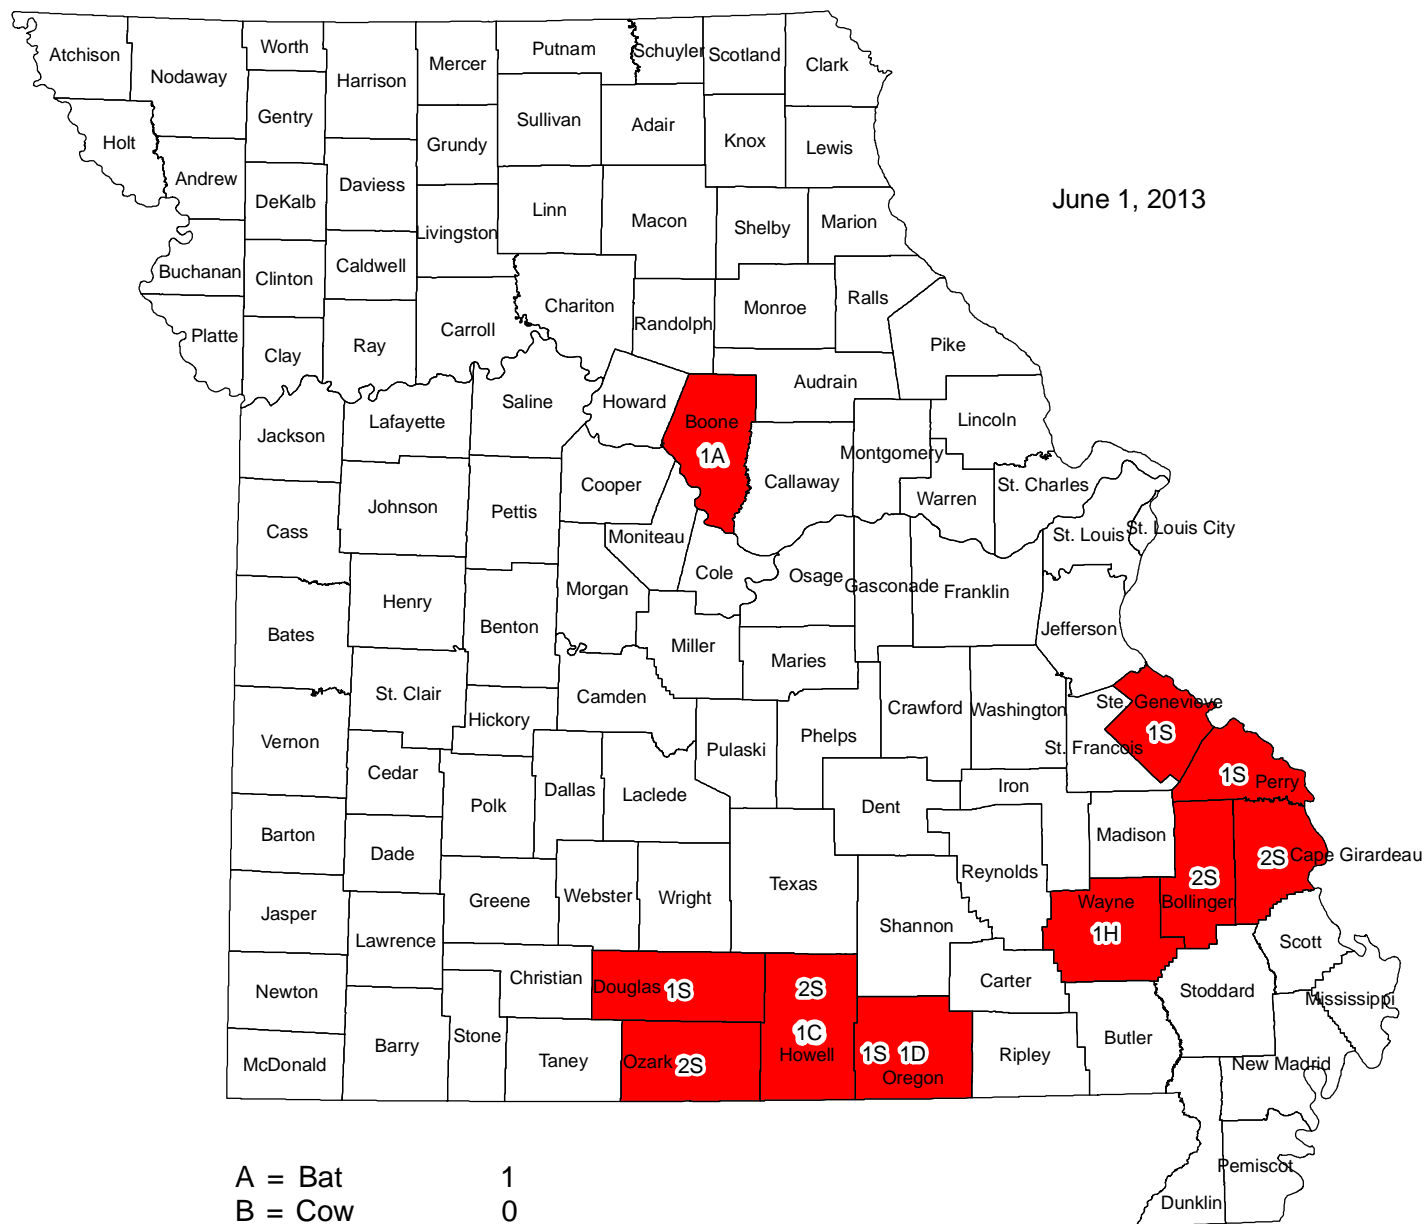 Atchison
Nodaway
Worth
Harrison
Mercer
Putnam
Schuyler
Scotland
Clark
Holt
Gentry
Grundy
Sullivan
Adair
Knox
Lewis
Andrew
DeKalb
Daviess
Livingston
Linn
Macon
Shelby
Marion
June 1, 2013
Buchanan
Clinton
Caldwell
Chariton
Randolph
Monroe
Ralls
Platte
Clay
Ray
Carroll
Pike
Audrain
Jackson
Lafayette
Saline
Howard
Boone
1A
Lincoln
Montgomery
Callaway
Warren
St. Charles
Cass
Johnson
Pettis
Cooper
Moniteau
Cole
Osage
Gasconade
Franklin
St. Louis
St. Louis City
Bates
Henry
Benton
Morgan
Miller
Maries
Jefferson
St. Clair
Hickory
Camden
Crawford
Washington
Ste. Genevieve
1S
Vernon
Cedar
Pulaski
Phelps
St. Francois
Polk
Dallas
Laclede
Dent
Iron
1S
Perry
Barton
Dade
Madison
Cape Girardeau
2S
Jasper
Greene
Webster
Wright
Texas
Reynolds
2S
Bollinger
Wayne
1H
Lawrence
Shannon
Scott
Newton
Christian
Douglas
1S
2S
Carter
Stoddard
Mississippi
McDonald
Barry
Stone
Taney
Ozark
2S
1C
Howell
1S
1D
Oregon
Ripley
Butler
New Madrid
Pemiscot
Dunklin
A = Bat 1
B = Cow 0